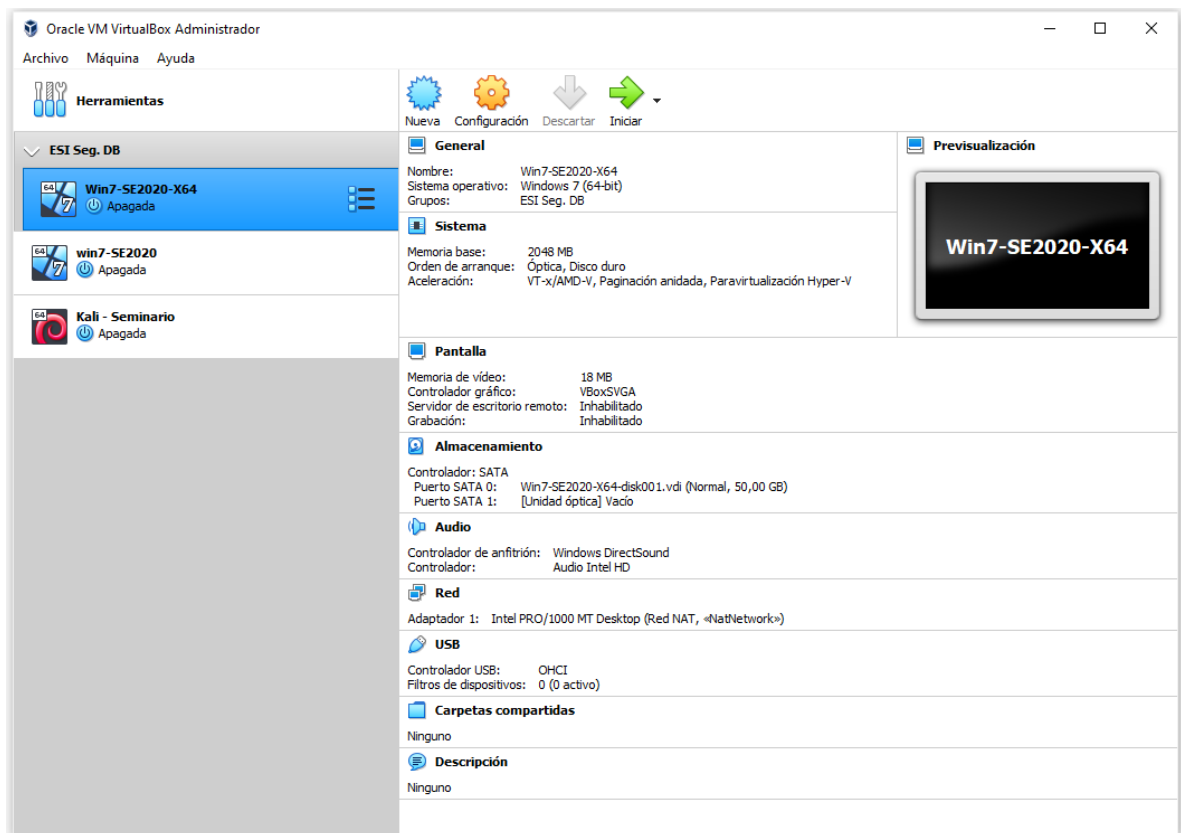 Oracle VM VirtualBox Administrador
Archivo Máquina Ayuda
Herramientas
Nueva Configuración Descartar Iniciar
ESI Seg. DB
64 7 Win7-SE2020-X64
Apagada
64 7 win7-SE2020
Apagada
64 Kali - Seminario
Apagada
General
Nombre: Win7-SE2020-X64
Sistema operativo: Windows 7 (64-bit)
Grupos: ESI Seg. DB
Previsualización
Win7-SE2020-X64
Sistema
Memoria base: 2048 MB
Orden de arranque: Óptica, Disco duro
Aceleración: VT-x/AMD-V, Paginación anidada, Paravirtualización Hyper-V
Pantalla
Memoria de vídeo: 18 MB
Controlador gráfico: VBoxSVGA
Servidor de escritorio remoto: Inhabilitado
Grabación: Inhabilitado
Almacenamiento
Controlador: SATA
Puerto SATA 0: Win7-SE2020-X64-disk001.vdi (Normal, 50,00 GB)
Puerto SATA 1: [Unidad óptica] Vacío
Audio
Controlador de anfitrión: Windows DirectSound
Controlador: Audio Intel HD
Red
Adaptador 1: Intel PRO/1000 MT Desktop (Red NAT, «NatNetwork»)
USB
Controlador USB: OHCI
Filtros de dispositivos: 0 (0 activo)
Carpetas compartidas
Ninguno
Descripción
Ninguno